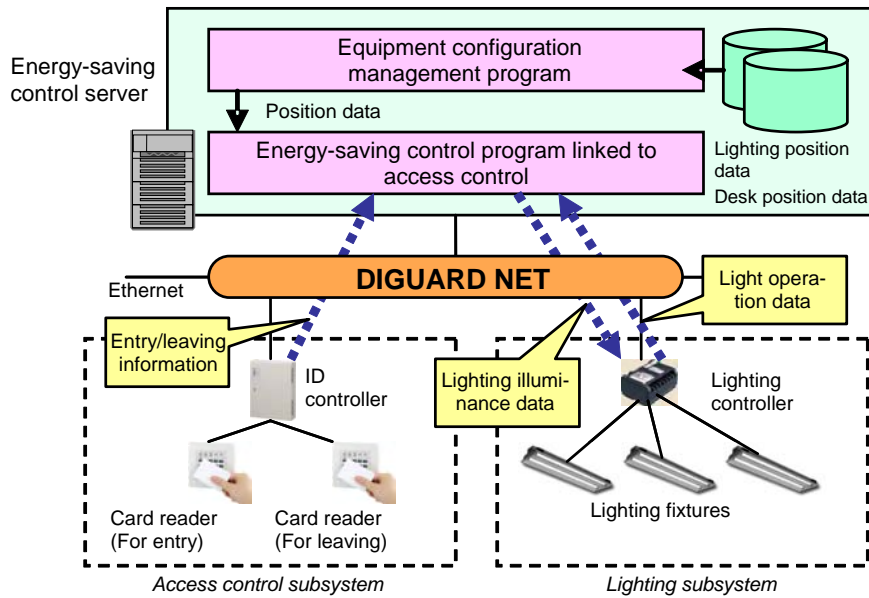 Energy-saving
control server
Equipment configuration
management program
Position data
Energy-saving control program linked to
access control
Lighting position
data
Desk position data
Ethernet
DIGUARD NET
Light opera-
tion data
Entry/leaving
information
Lighting illumi-
nance data
ID
controller
Lighting
controller
Card reader
(For entry)
Card reader
(For leaving)
Lighting fixtures
Access control subsystem
Lighting subsystem